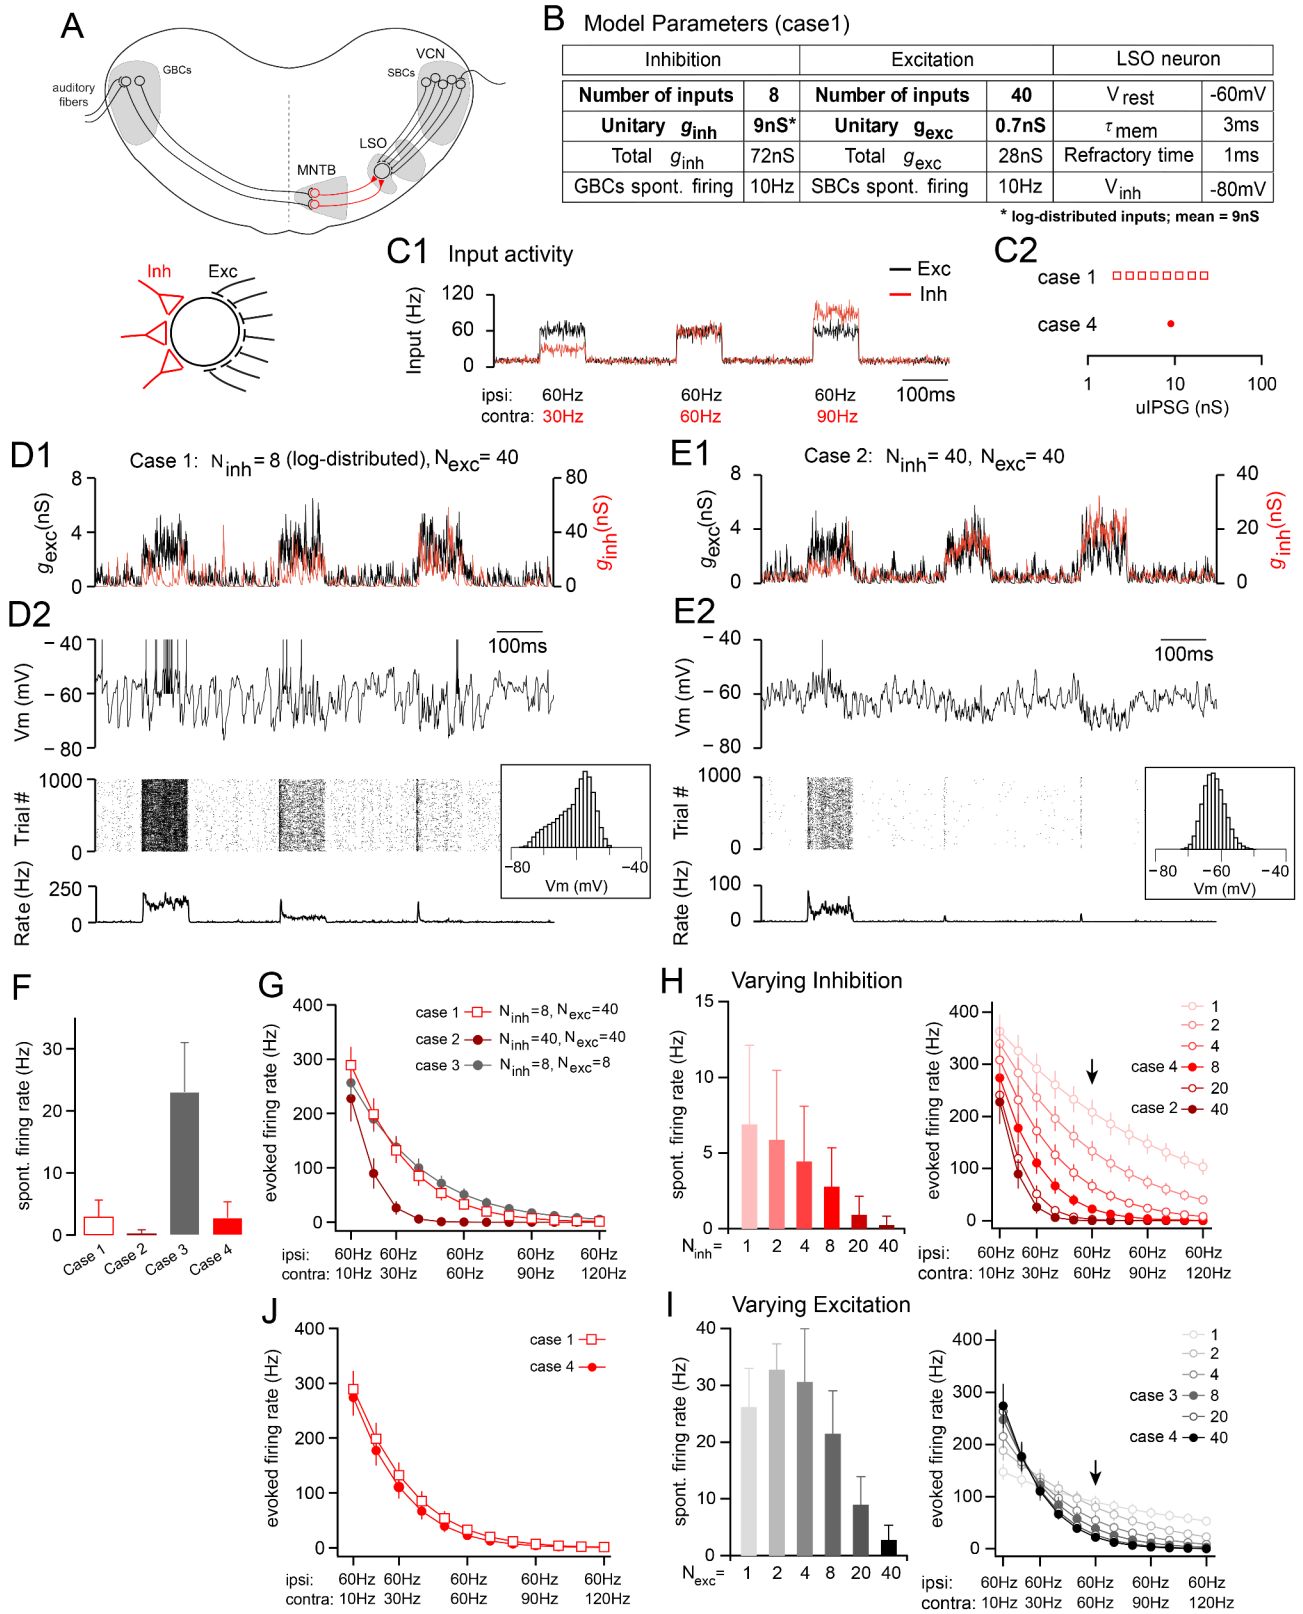 A
VCN
GBCs
SBCs
auditory
fibers
LSO
MNTB
Inh
Exc
B Model Parameters (case1)
Inhibition Excitation LSO neuron
Number of inputs 8 Number of inputs 40 V rest -60mV
Unitary g inh 9nS* Unitary g exc 0.7nS τ mem 3ms
Total g inh 72nS Total g exc 28nS Refractory time 1ms
GBCs spont. firing 10Hz SBCs spont. firing 10Hz V inh -80mV
* log-distributed inputs; mean = 9nS
C1 Input activity
Exc
Inh
Input (Hz)
120
60
0
ipsi: 60Hz 60Hz 60Hz
contra: 30Hz 60Hz 90Hz
100ms
C2
case 1
case 4
1 10 100
uIPSG (nS)
D1 Case 1: N inh = 8 (log-distributed), N exc = 40
g exc (nS)
8
4
0
80
40
0
g inh (nS)
D2
100ms
Vm (mV)
−40
−60
−80
Trial #
1000
0
Rate (Hz)
250
0
−80 −40
Vm (mV)
E1 Case 2: N inh = 40, N exc = 40
g exc (nS)
8
4
0
40
20
0
g inh (nS)
E2
100ms
Vm (mV)
−40
−60
−80
Trial #
1000
0
Rate (Hz)
100
0
−80 −60 −40
Vm (mV)
F
spont. firing rate (Hz)
30
20
10
0
Case 1 Case 2 Case 3 Case 4
G
evoked firing rate (Hz)
400
300
200
100
0
case 1 N inh = 8, N exc = 40
case 2 N inh = 40, N exc = 40
case 3 N inh = 8, N exc = 8
ipsi: 60Hz 60Hz 60Hz 60Hz 60Hz
contra: 10Hz 30Hz 60Hz 90Hz 120Hz
H Varying Inhibition
spont. firing rate (Hz)
15
10
5
0
N inh = 1 2 4 8 20 40
evoked firing rate (Hz)
400
300
200
100
0
1
2
4
case 4 8
20
case 2 40
ipsi: 60Hz 60Hz 60Hz 60Hz 60Hz
contra: 10Hz 30Hz 60Hz 90Hz 120Hz
J
evoked firing rate (Hz)
400
300
200
100
0
case 1
case 4
ipsi: 60Hz 60Hz 60Hz 60Hz 60Hz
contra: 10Hz 30Hz 60Hz 90Hz 120Hz
I Varying Excitation
spont. firing rate (Hz)
40
30
20
10
0
N exc = 1 2 4 8 20 40
evoked firing rate (Hz)
400
300
200
100
0
1
2
4
case 3 8
20
case 4 40
ipsi: 60Hz 60Hz 60Hz 60Hz 60Hz
contra: 10Hz 30Hz 60Hz 90Hz 120Hz